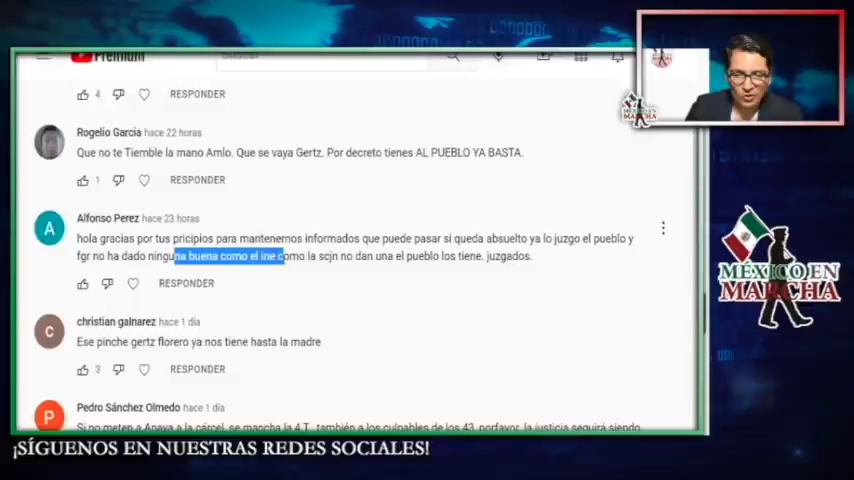 Premium
4 RESPONDER
Rogelio Garcia hace 22 horas
Que no te Tiemble la mano Amlo. Que se vaya Gertz. Por decreto tienes AL PUEBLO YA BASTA.
1 RESPONDER
A
Alfonso Perez hace 23 horas
hola gracias por tus pricipios para mantenernos informados que puede pasar si queda absuelto ya lo juzgo el pueblo y
fgr no ha dado ninguna buena como el ine como la scjn no dan una el pueblo los tiene. juzgados.
RESPONDER
C
christian galnarez hace 1 día
Ese pinche gertz florero ya nos tiene hasta la madre
3 RESPONDER
P
Pedro Sánchez Olmedo hace 1 día
Si no meten a Anaya a la cárcel, se mancha la 4 T., también a los culpables de los 43, porfavor, la justicia seguirá siendo
MÉXICO EN
MARCHA
MÉXICO EN
MARCHA
¡SÍGUENOS EN NUESTRAS REDES SOCIALES!